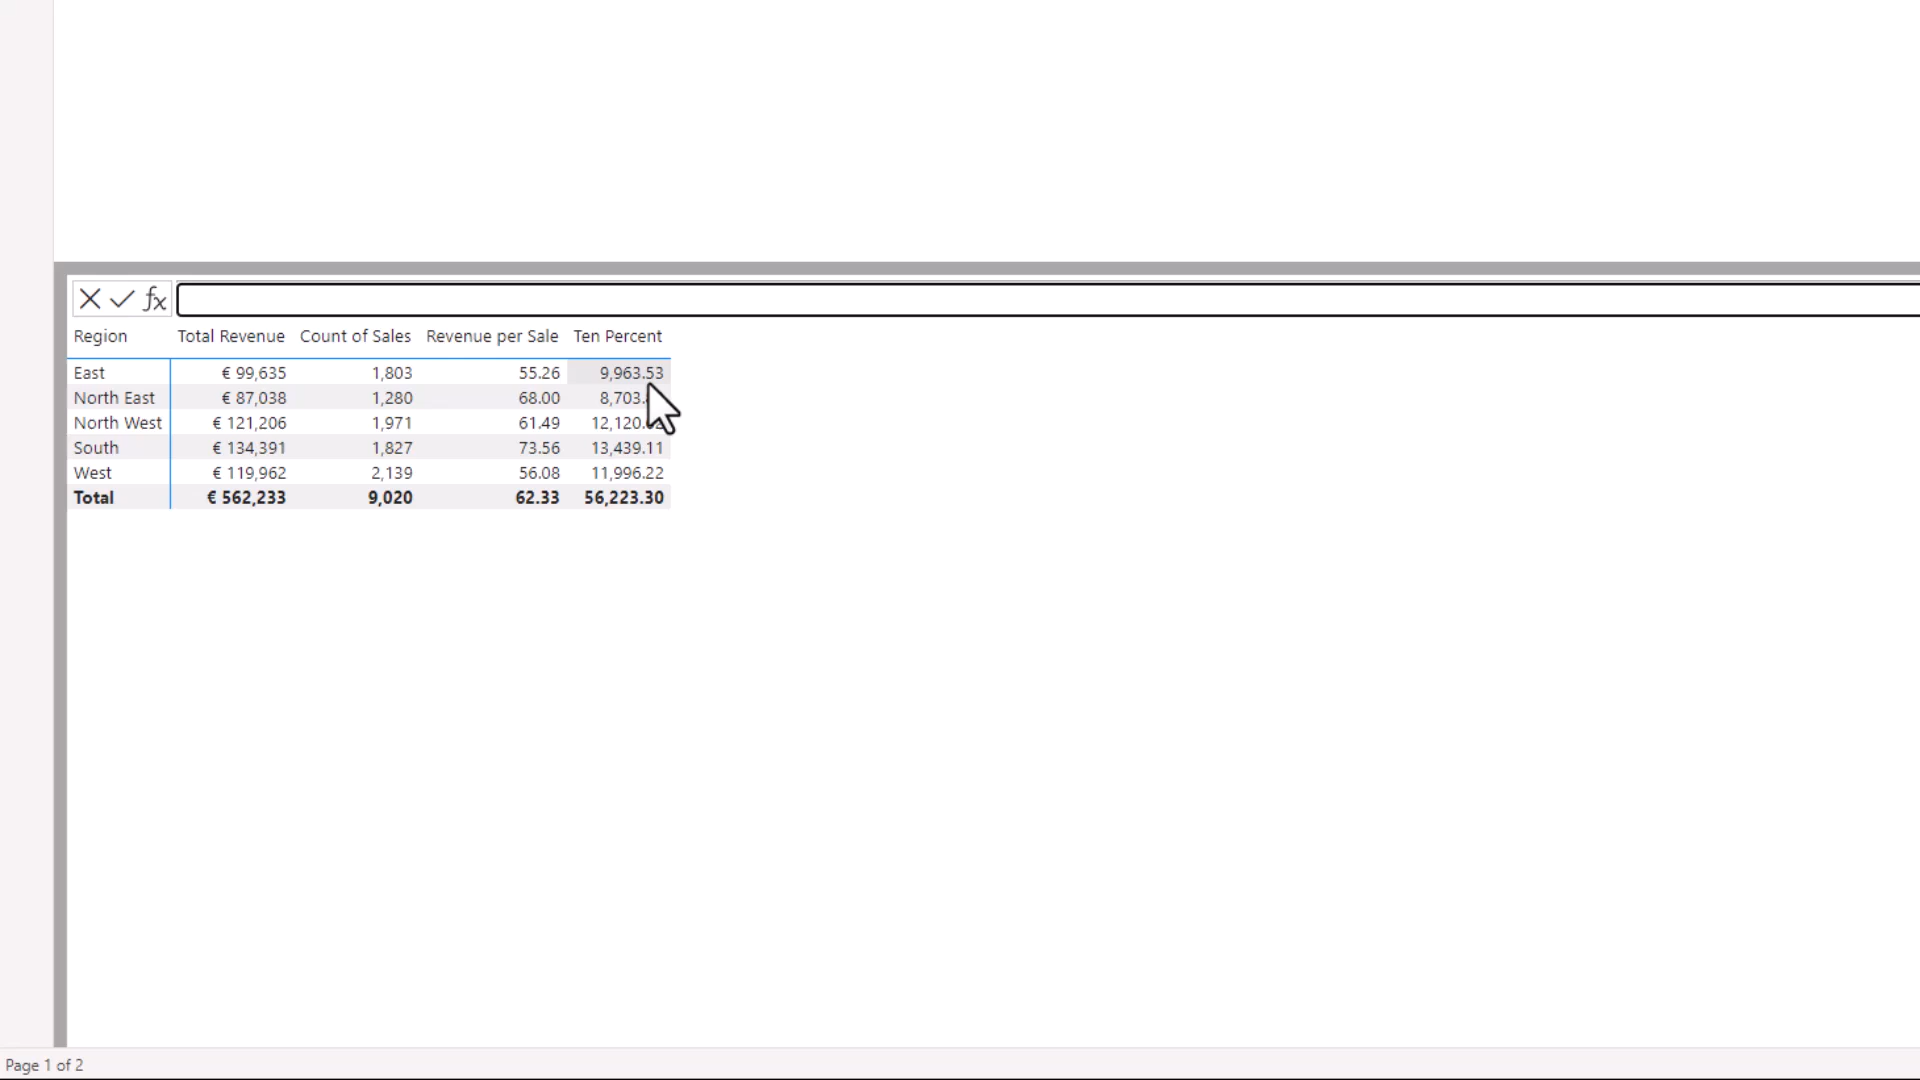 fx
Region Total Revenue Count of Sales Revenue per Sale Ten Percent
East € 99,635 1,803 55.26 9,963.53
North East € 87,038 1,280 68.00
North West € 121,206 1,971 61.49
South € 134,391 1,827 73.56 13,439.11
West € 119,962 2,139 56.08 11,996.22
Total € 562,233 9,020 62.33 56,223.30
Page 1 of 2